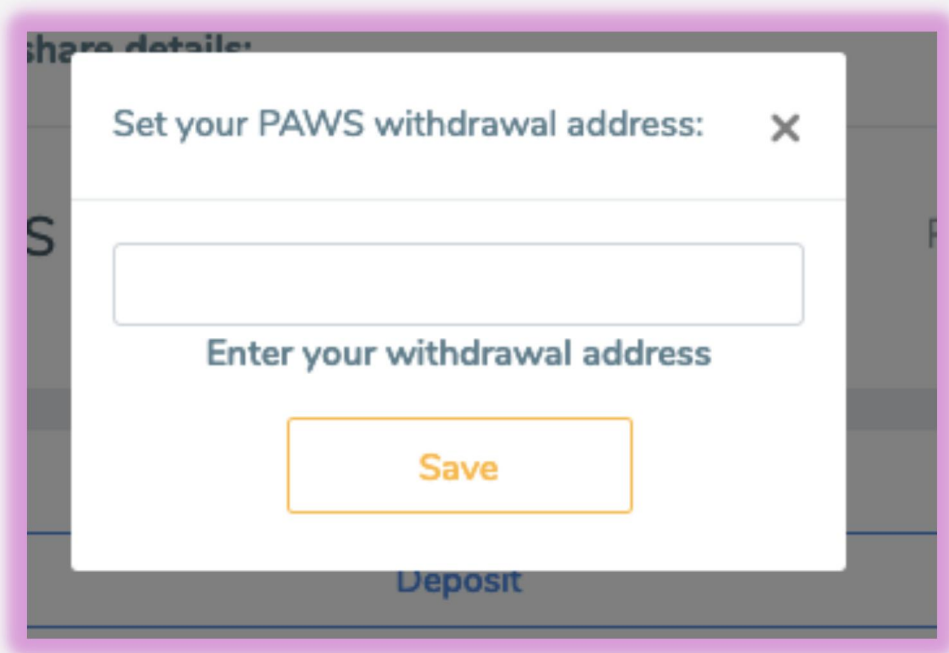 share details:
Set your PAWS withdrawal address:
S
Enter your withdrawal address
Save
Deposit